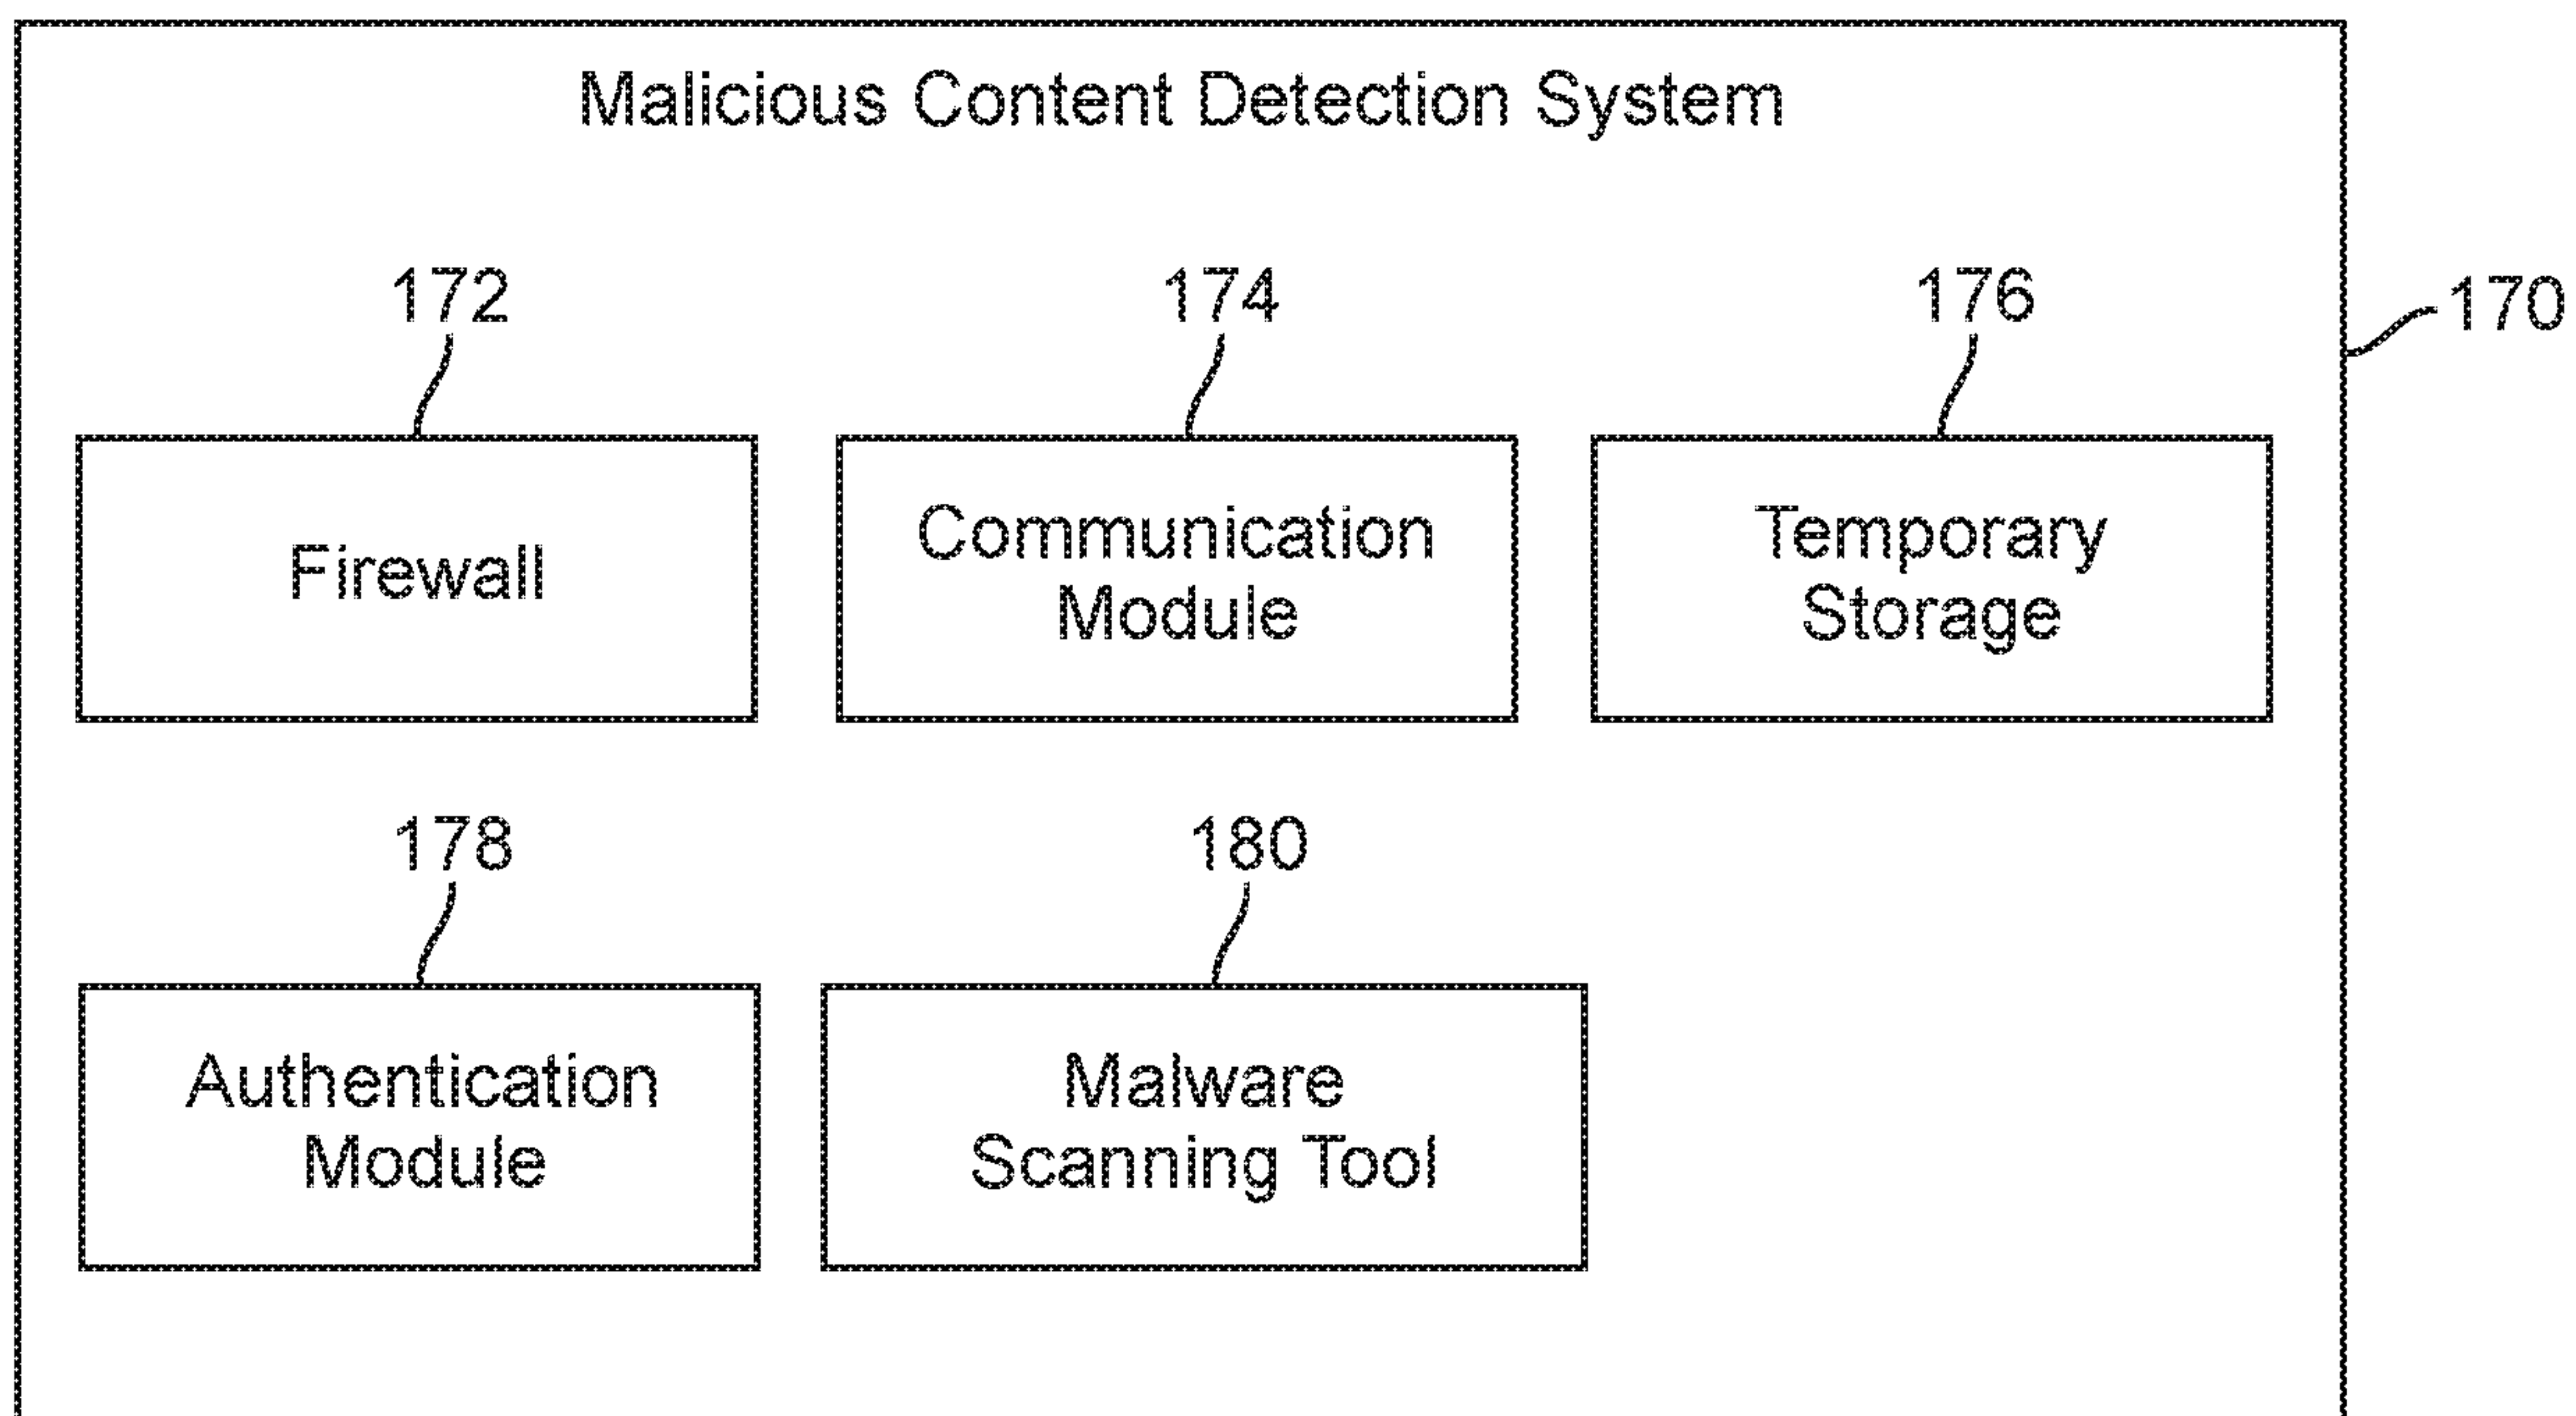 Malicious Content Detection System
172
174
176
170
Firewall
Communication
Module
Temporary
Storage
178
180
Authentication
Module
Malware
Scanning Tool